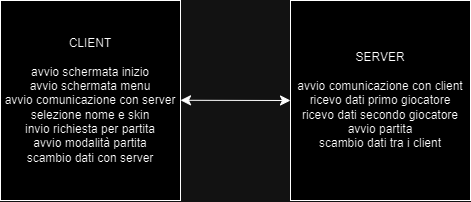 CLIENT
avvio schermata inizio
avvio schermata menu
avvio comunicazione con server
selezione nome e skin
invio richiesta per partita
avvio modalità partita
scambio dati con server
SERVER
avvio comunicazione con client
ricevo dati primo giocatore
ricevo dati secondo giocatore
avvio partita
scambio dati tra i client